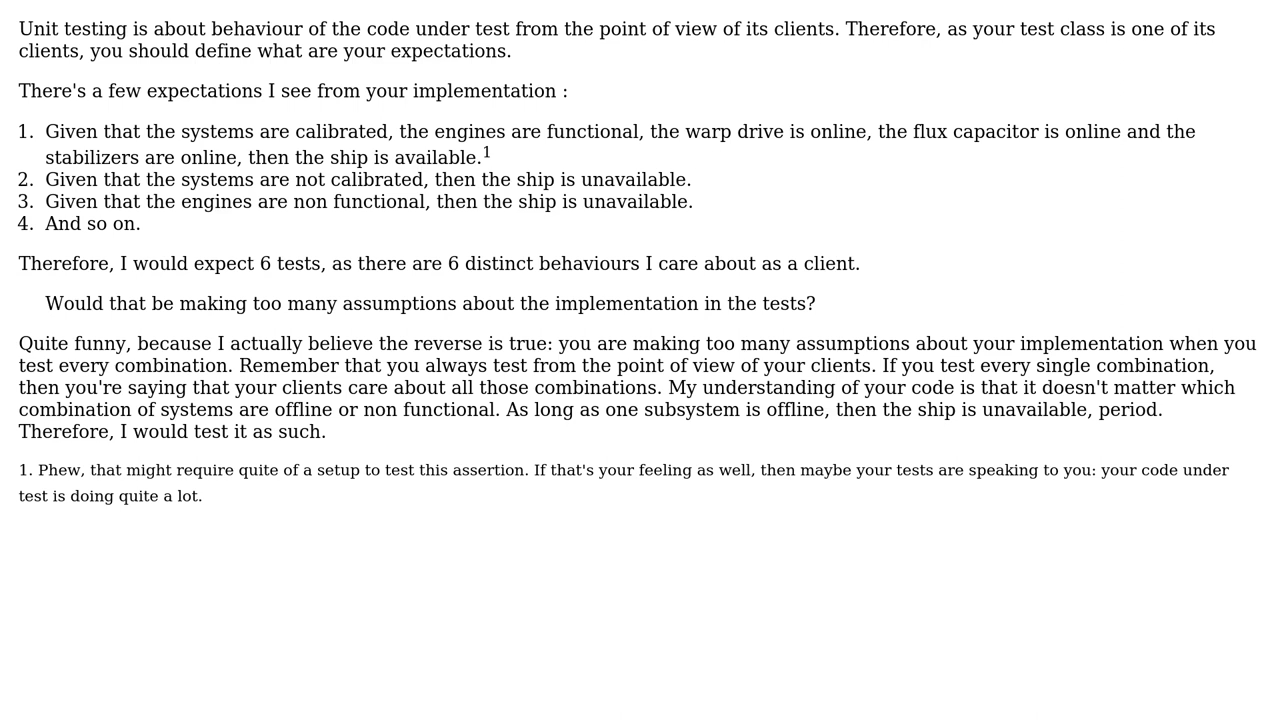 Unit testing is about behaviour of the code under test from the point of view of its clients. Therefore, as your test class is one of its
clients, you should define what are your expectations.
There's a few expectations I see from your implementation :
1. Given that the systems are calibrated, the engines are functional, the warp drive is online, the flux capacitor is online and the
stabilizers are online, then the ship is available.1
2. Given that the systems are not calibrated, then the ship is unavailable.
3. Given that the engines are non functional, then the ship is unavailable.
4. And so on.
Therefore, I would expect 6 tests, as there are 6 distinct behaviours I care about as a client.
Would that be making too many assumptions about the implementation in the tests?
Quite funny, because I actually believe the reverse is true: you are making too many assumptions about your implementation when you
test every combination. Remember that you always test from the point of view of your clients. If you test every single combination,
then you're saying that your clients care about all those combinations. My understanding of your code is that it doesn't matter which
combination of systems are offline or non functional. As long as one subsystem is offline, then the ship is unavailable, period.
Therefore, I would test it as such.
1. Phew, that might require quite of a setup to test this assertion. If that's your feeling as well, then maybe your tests are speaking to you: your code under
test is doing quite a lot.